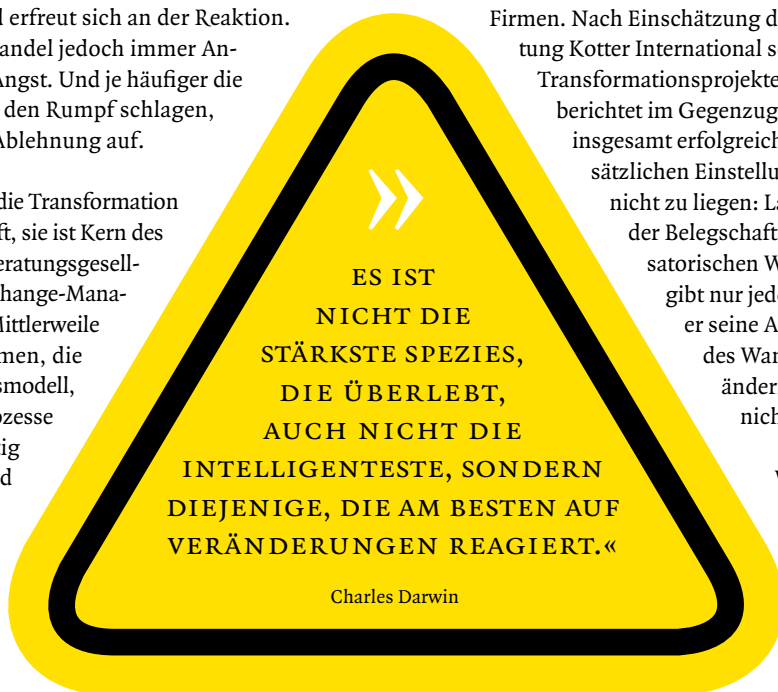 d erfreut sich an der Reaktion.
andel jedoch immer An-
Angst. Und je häufiger die
den Rumpf schlagen,
Ablehnung auf.
die Transformation
ft, sie ist Kern des
eratungsgesell-
hange-Mana-
Mittlerweile
men, die
smodell,
ozesse
tig
d
»
ES IST
NICHT DIE
STÄRKSTE SPEZIES,
DIE ÜBERLEBT,
AUCH NICHT DIE
INTELLIGENTESTE, SONDERN
DIEJENIGE, DIE AM BESTEN AUF
VERÄNDERUNGEN REAGIERT.«
Charles Darwin
Firmen. Nach Einschätzung d
tung Kotter International s
Transformationsprojekte
berichtet im Gegenzug
insgesamt erfolgreich
sätzlichen Einstellu
nicht zu liegen: La
der Belegschaft
satorischen W
gibt nur jed
er seine A
des Wan
änder
nich